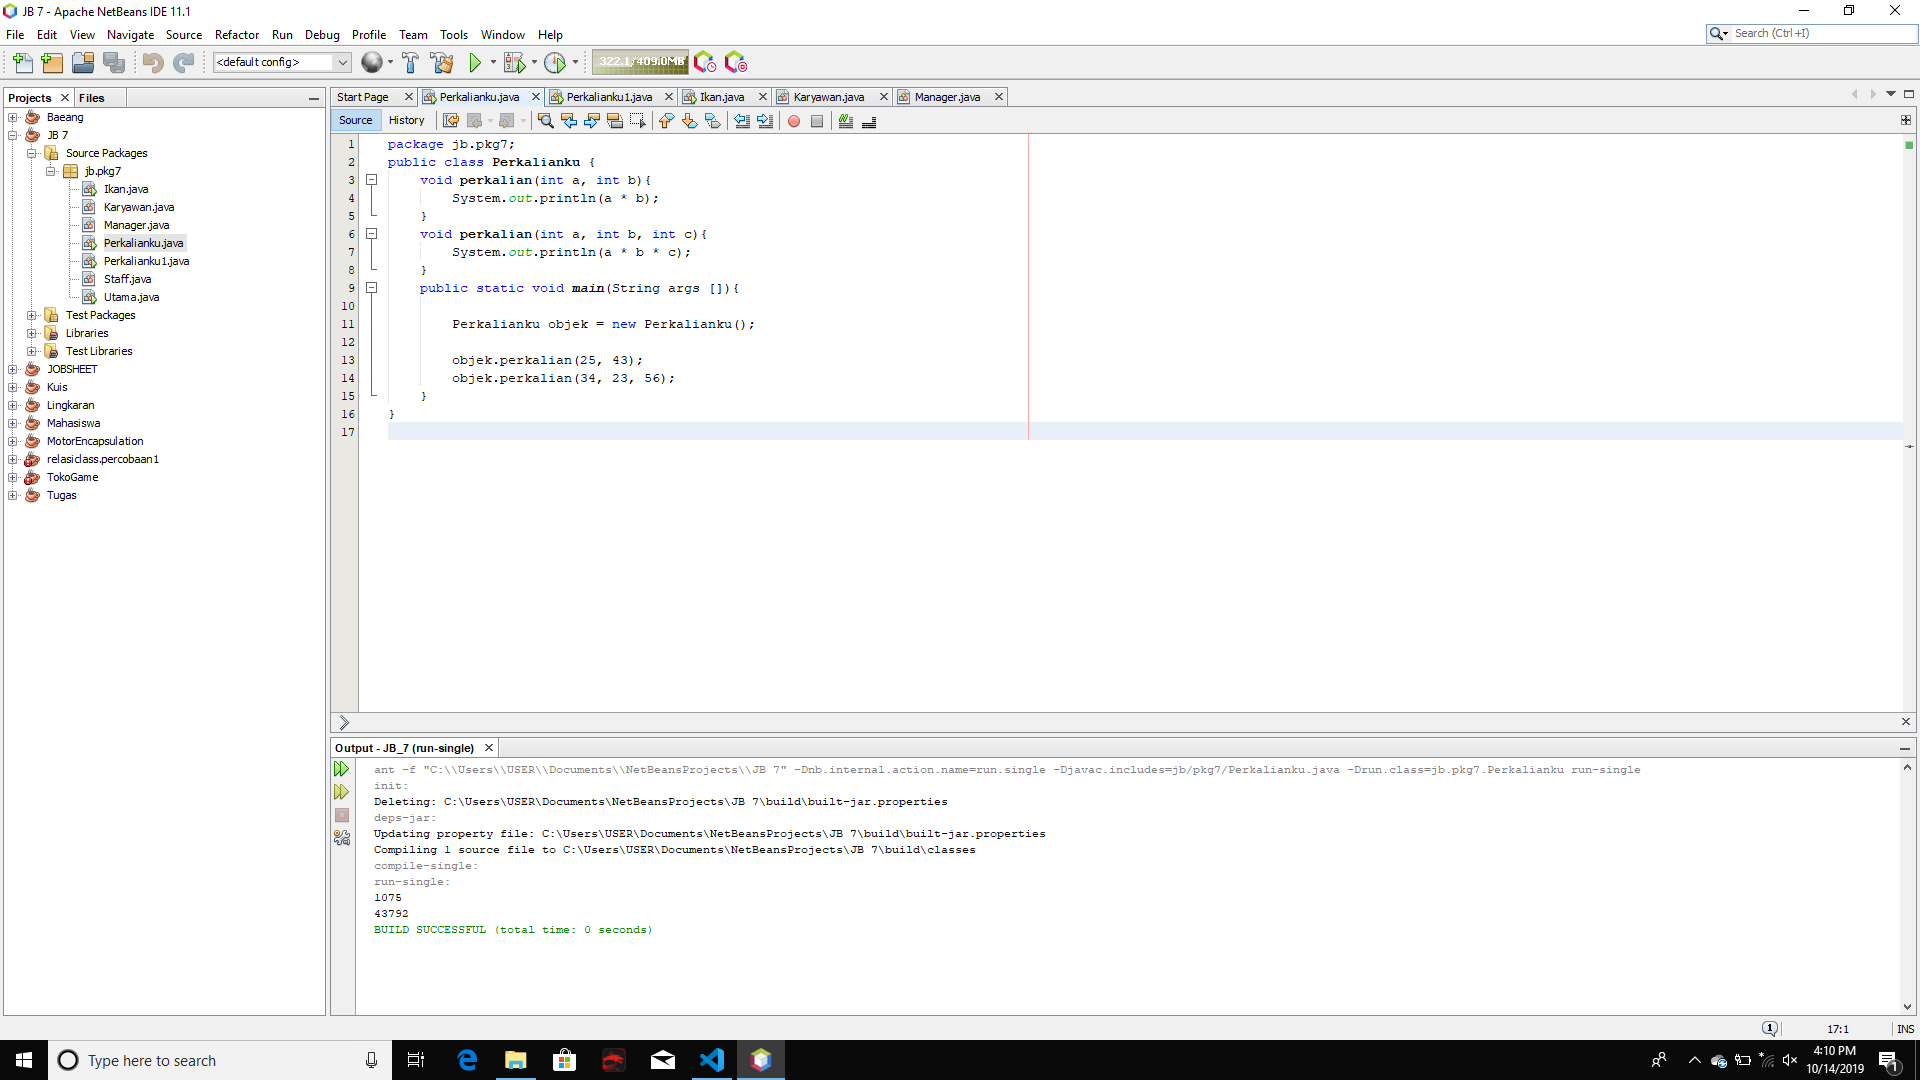 JB 7 - Apache NetBeans IDE 11.1
File Edit View Navigate Source Refactor Run Debug Profile Team Tools Window Help
Search (Ctrl+I)
<default config>
322.1/409.0MB
Projects Files
Baeang
JB 7
Source Packages
jb.pkg7
Ikan.java
Karyawan.java
Manager.java
Perkalianku.java
Perkalianku1.java
Staff.java
Utama.java
Test Packages
Libraries
Test Libraries
JOBSHEET
Kuis
Lingkaran
Mahasiswa
MotorEncapsulation
relasiclass.percobaan1
TokoGame
Tugas
Start Page Perkalianku.java Perkalianku1.java Ikan.java Karyawan.java Manager.java
Source History
1 package jb.pkg7;
2 public class Perkalianku {
3 void perkalian(int a, int b){
4 System.out.println(a * b);
5 }
6 void perkalian(int a, int b, int c){
7 System.out.println(a * b * c);
8 }
9 public static void main(String args []){
10
11 Perkalianku objek = new Perkalianku();
12
13 objek.perkalian(25, 43);
14 objek.perkalian(34, 23, 56);
15 }
16 }
17
Output - JB_7 (run-single)
ant -f "C:\\Users\\USER\\Documents\\NetBeansProjects\\JB 7" -Dnb.internal.action.name=run.single -Djavac.includes=jb/pkg7/Perkalianku.java -Drun.class=jb.pkg7.Perkalianku run-single
init:
Deleting: C:\Users\USER\Documents\NetBeansProjects\JB 7\build\built-jar.properties
deps-jar:
Updating property file: C:\Users\USER\Documents\NetBeansProjects\JB 7\build\built-jar.properties
Compiling 1 source file to C:\Users\USER\Documents\NetBeansProjects\JB 7\build\classes
compile-single:
run-single:
1075
43792
BUILD SUCCESSFUL (total time: 0 seconds)
1 17:1 INS
Type here to search
4:10 PM
10/14/2019
1